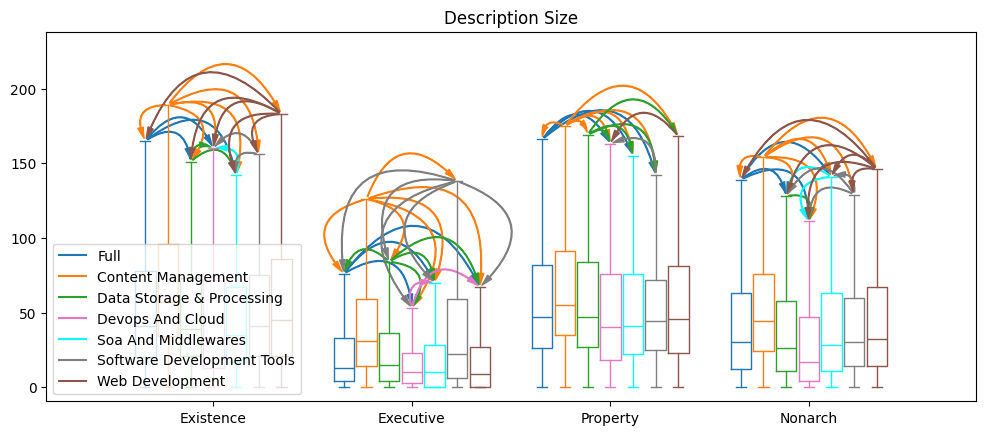 Description Size
200
150
100
50
0
Full
Content Management
Data Storage & Processing
Devops And Cloud
Soa And Middlewares
Software Development Tools
Web Development
Existence
Executive
Property
Nonarch